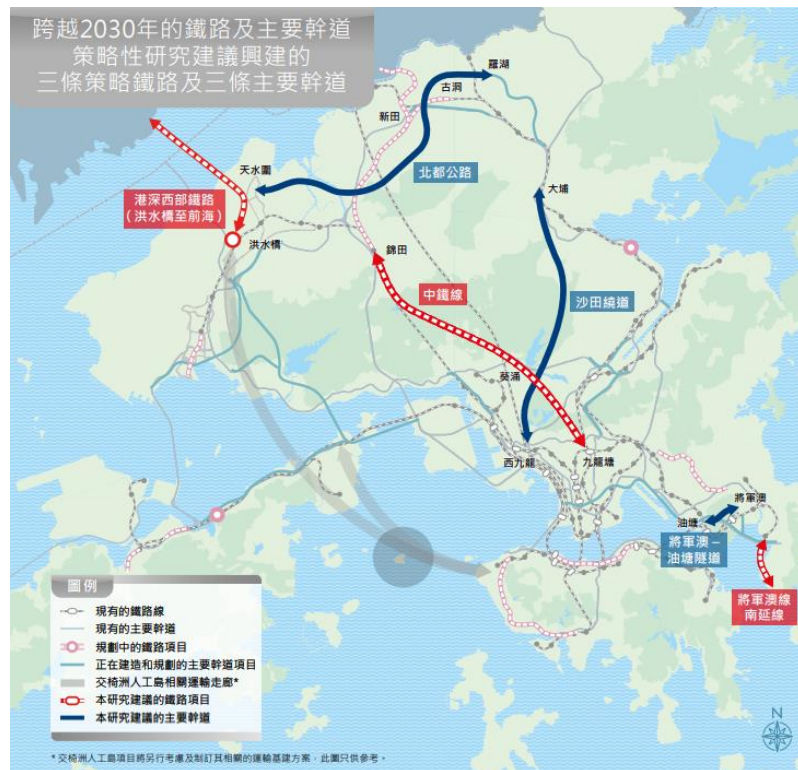 跨越2030年的鐵路及主要幹道
策略性研究建議興建的
三條策略鐵路及三條主要幹道
羅湖
古洞
新田
天水圍
北都公路
大埔
港深西部鐵路
（洪水橋至前海）
洪水橋
錦田
中鐵線
沙田繞道
葵涌
西九龍
九龍塘
將軍澳
油塘
將軍澳－
油塘隧道
將軍澳線
南延線
圖例
現有的鐵路線
現有的主要幹道
規劃中的鐵路項目
正在建造和規劃的主要幹道項目
交椅洲人工島相關運輸走廊*
本研究建議的鐵路項目
本研究建議的主要幹道
N
*交椅洲人工島項目將另行考慮及制訂其相關的運輸基建方案，此圖只供參考。